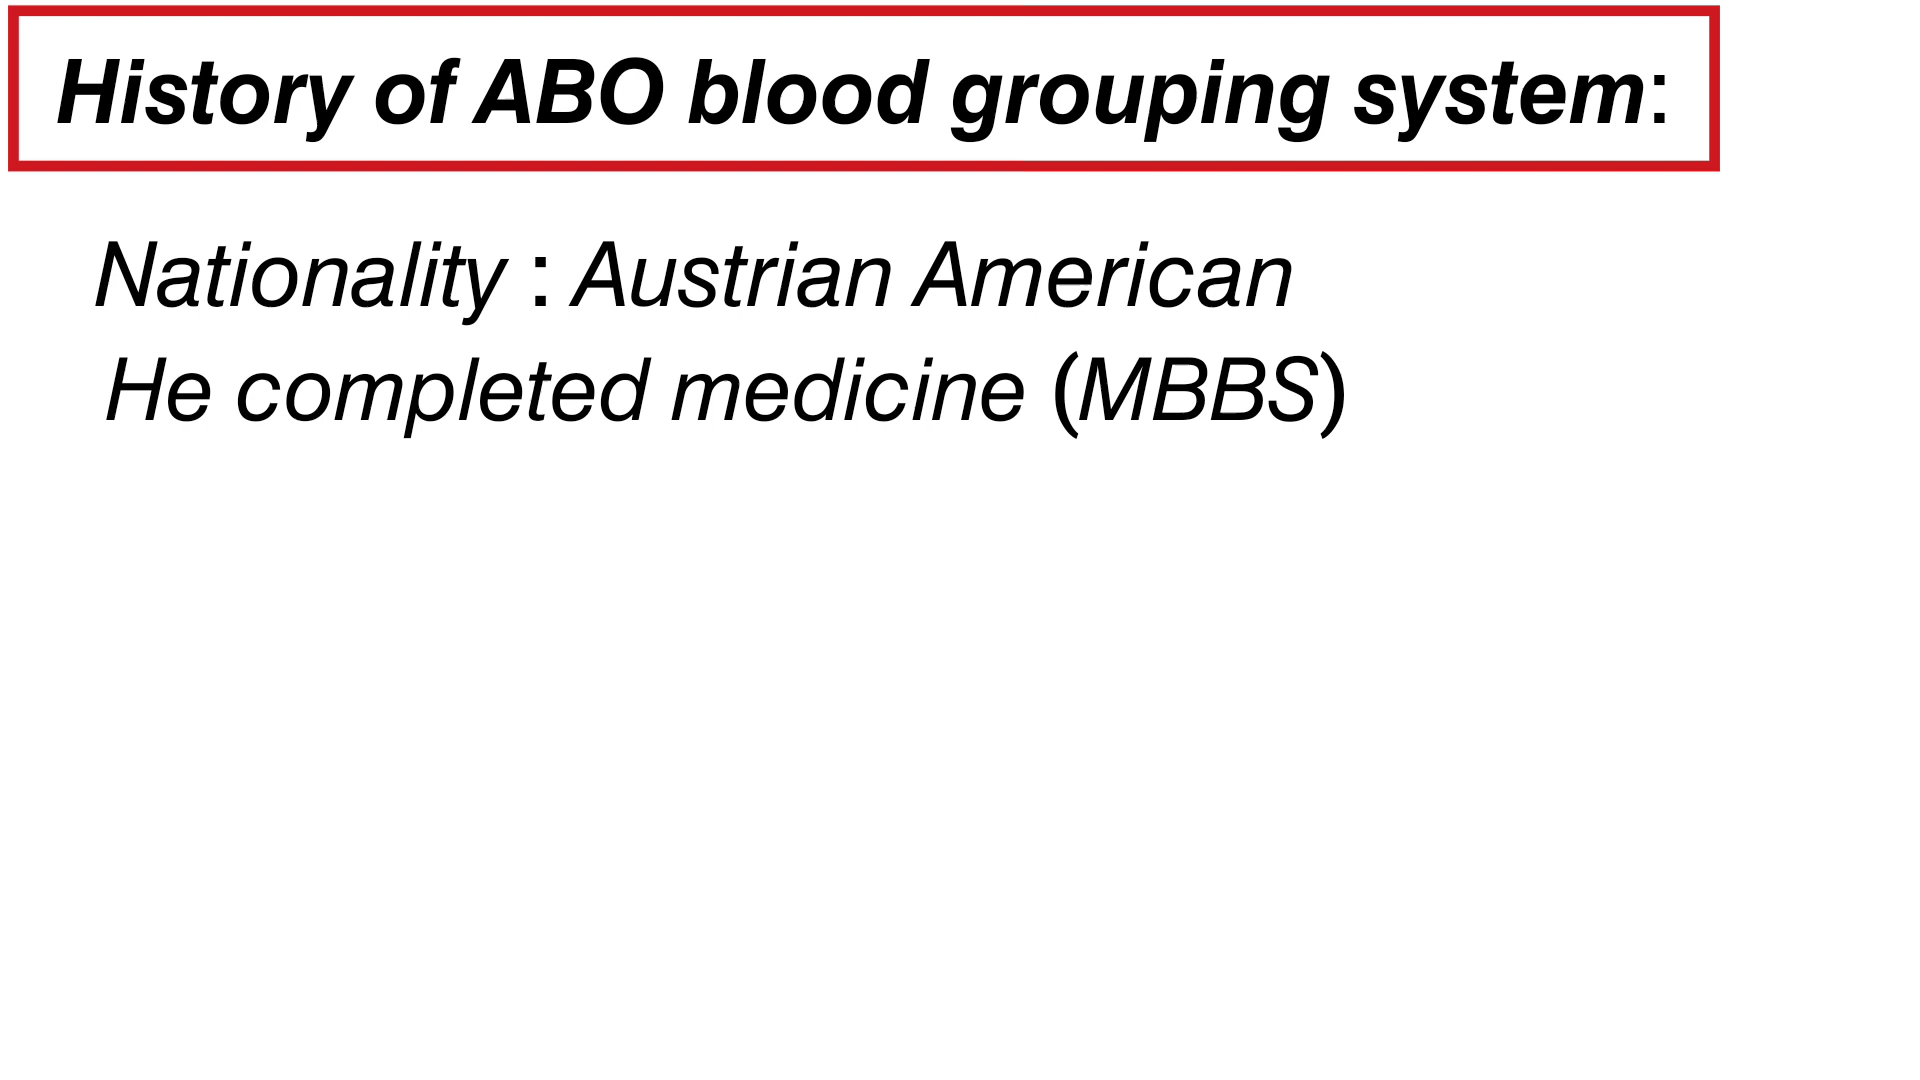 History of ABO blood grouping system:
Nationality : Austrian American
He completed medicine (MBBS)